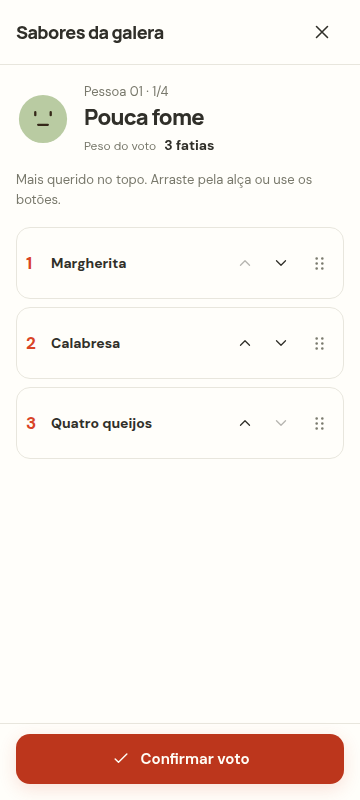 Sabores da galera
Pessoa 01 · 1/4
Pouca fome
Peso do voto 3 fatias
Mais querido no topo. Arraste pela alça ou use os
botões.
1 Margherita
2 Calabresa
3 Quatro queijos
Confirmar voto